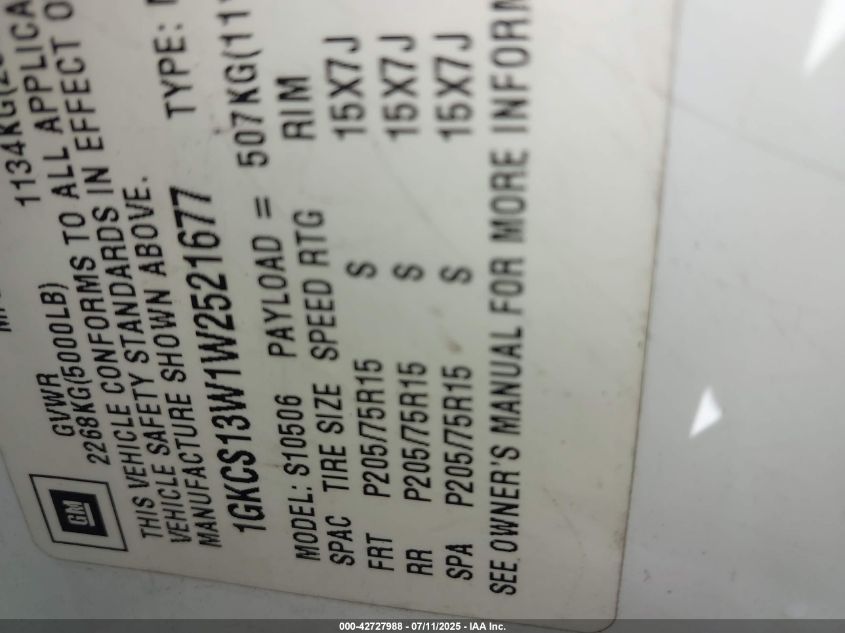 GM
GVWR
2268KG(5000LB) 1134KG(
THIS VEHICLE CONFORMS TO ALL APPLICA
VEHICLE SAFETY STANDARDS IN EFFECT O
MANUFACTURE SHOWN ABOVE.
1GKCS13W1W2521677 TYPE:
MODEL: S10506 PAYLOAD = 507KG(11
SPAC TIRE SIZE SPEED RTG RIM
FRT P205/75R15 S 15X7J
RR P205/75R15 S 15X7J
SPA P205/75R15 S 15X7J
SEE OWNER'S MANUAL FOR MORE INFORM
000-42727988 - 07/11/2025 - IAA Inc.